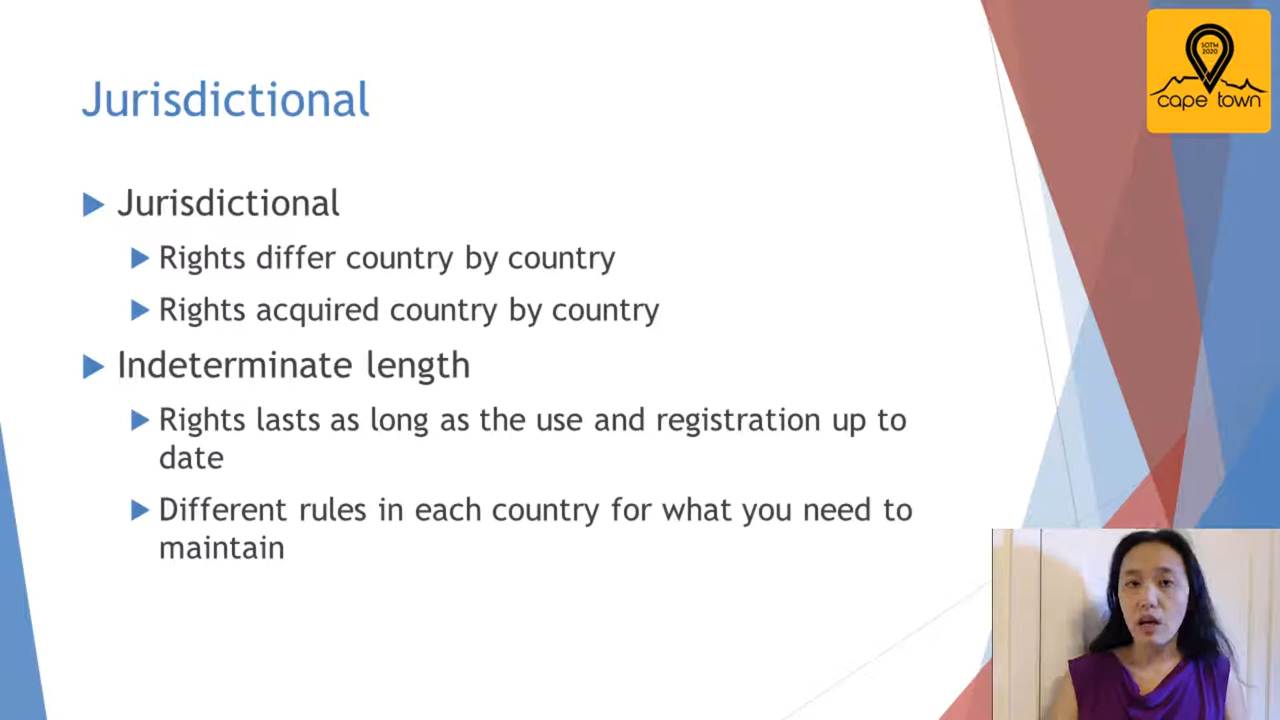 SOTM
2020
cape town
Jurisdictional
Jurisdictional
Rights differ country by country
Rights acquired country by country
Indeterminate length
Rights lasts as long as the use and registration up to
date
Different rules in each country for what you need to
maintain